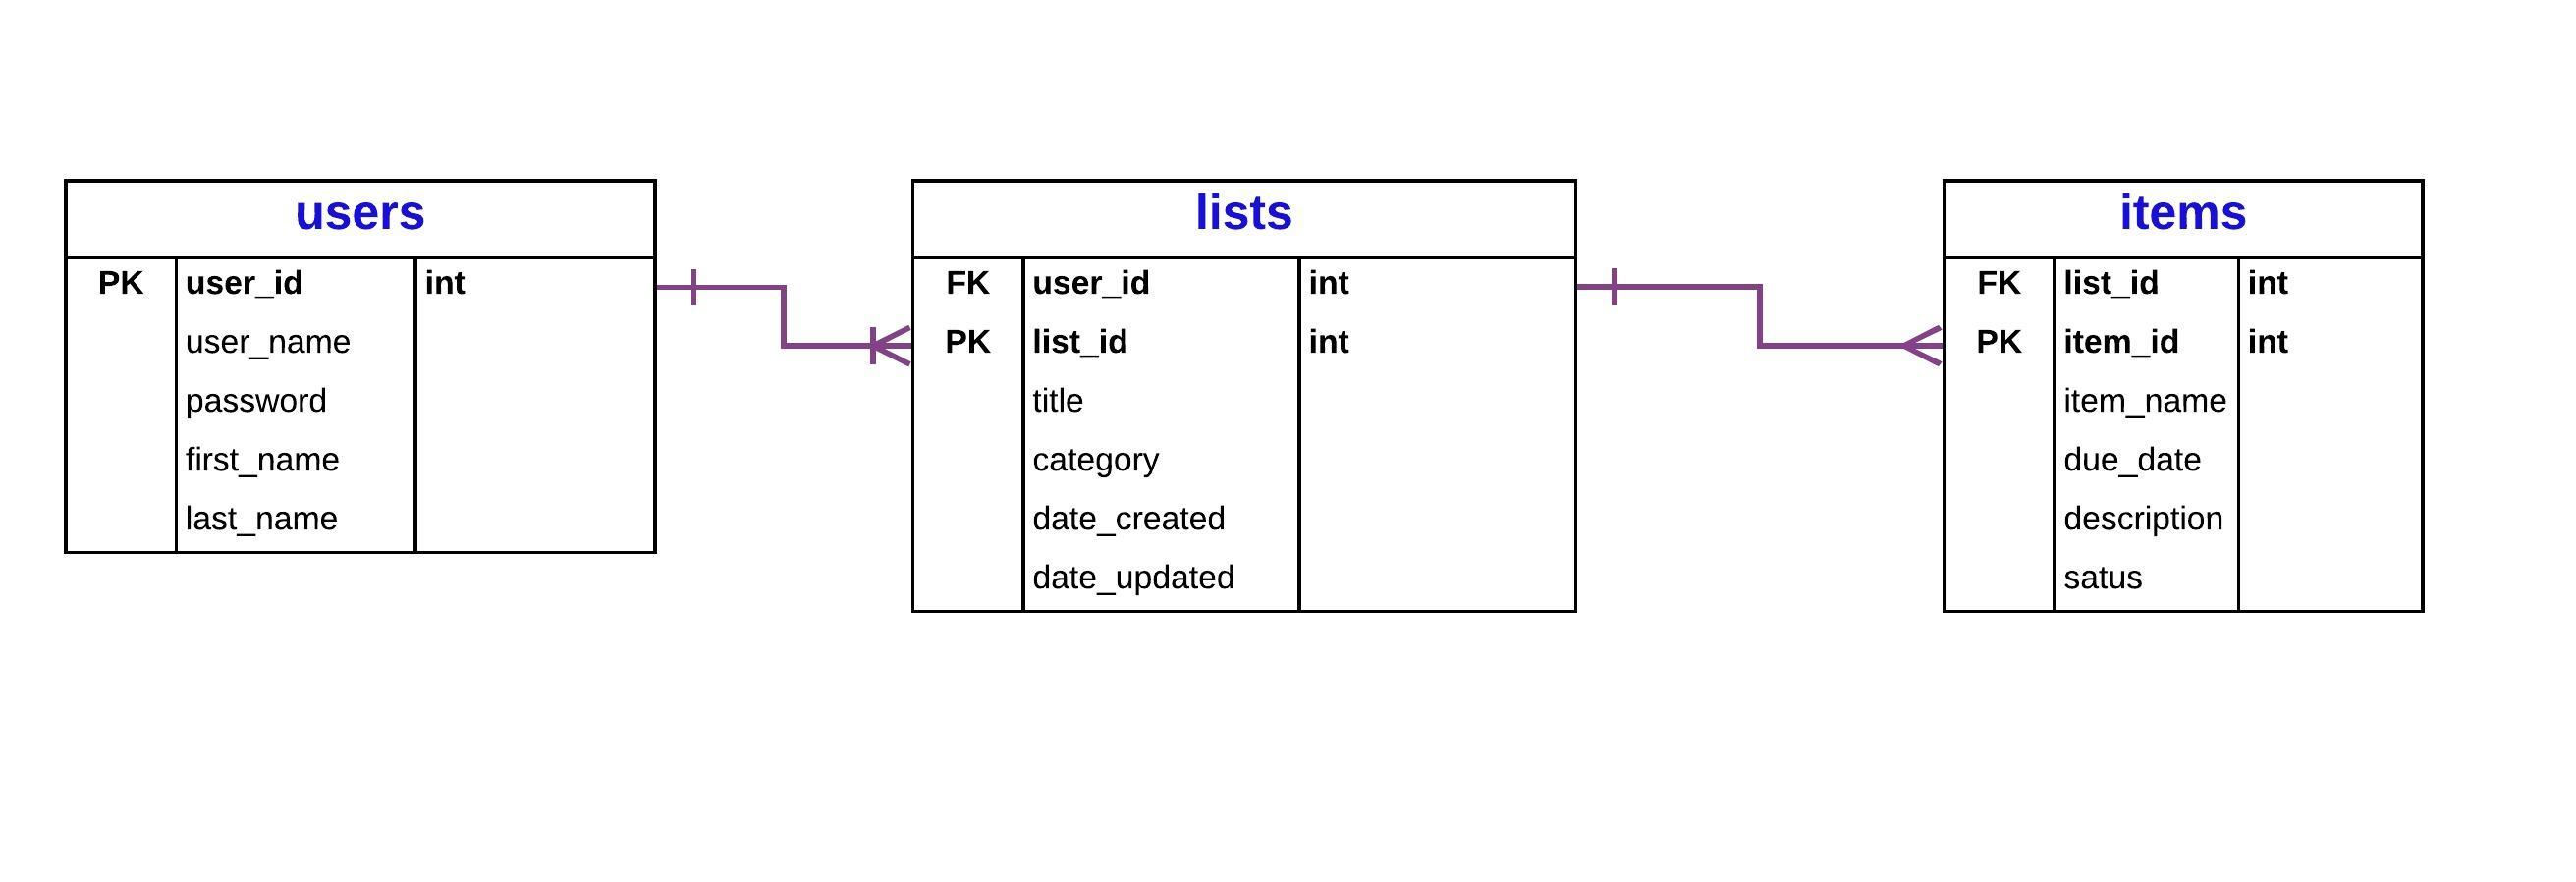 users
PK user_id int
user_name
password
first_name
last_name
lists
FK user_id int
PK list_id int
title
category
date_created
date_updated
items
FK list_id int
PK item_id int
item_name
due_date
description
satus